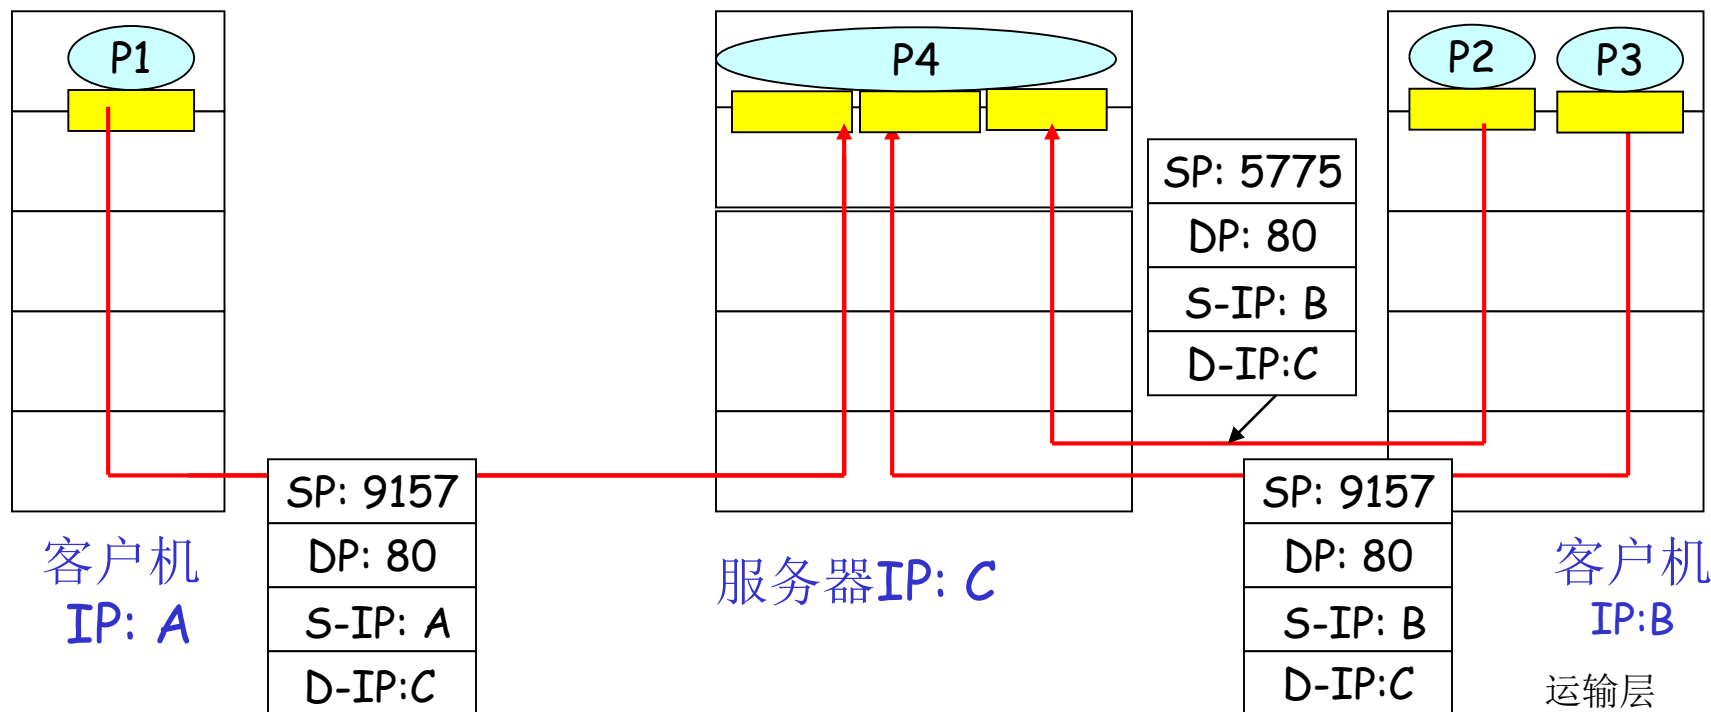 P1
P4
P2
P3
SP: 5775
DP: 80
S-IP: B
D-IP:C
SP: 9157
DP: 80
S-IP: A
D-IP:C
SP: 9157
DP: 80
S-IP: B
D-IP:C
客户机
IP: A
服务器IP: C
客户机
IP:B
运输层